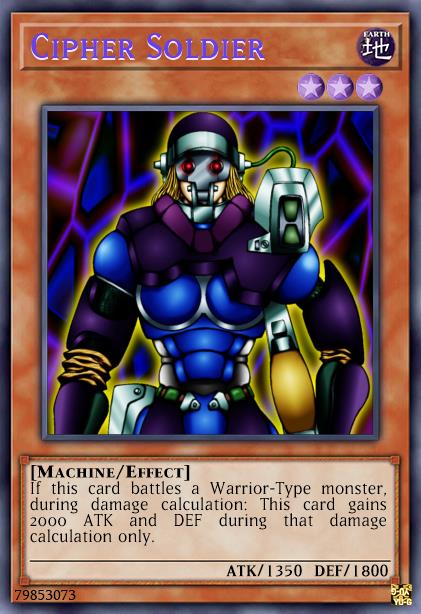 Cipher Soldier
EARTH
地
[Machine/Effect]
If this card battles a Warrior-Type monster,
during damage calculation: This card gains
2000 ATK and DEF during that damage
calculation only.
ATK/1350 DEF/1800
79853073